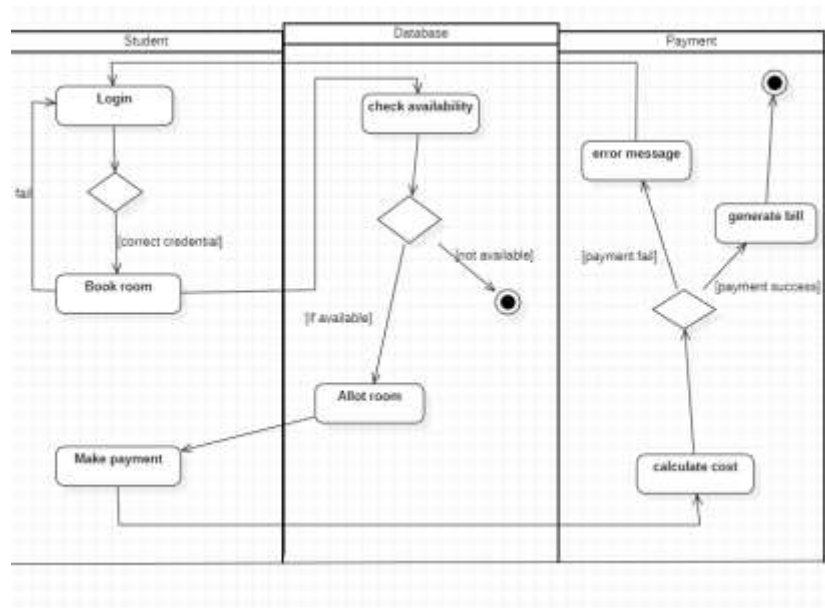 Student
Database
Payment
Login
check availability
error message
fail
generate bill
[correct credential]
[not available]
[payment fail]
Book room
[payment success]
[if available]
Allot room
Make payment
calculate cost